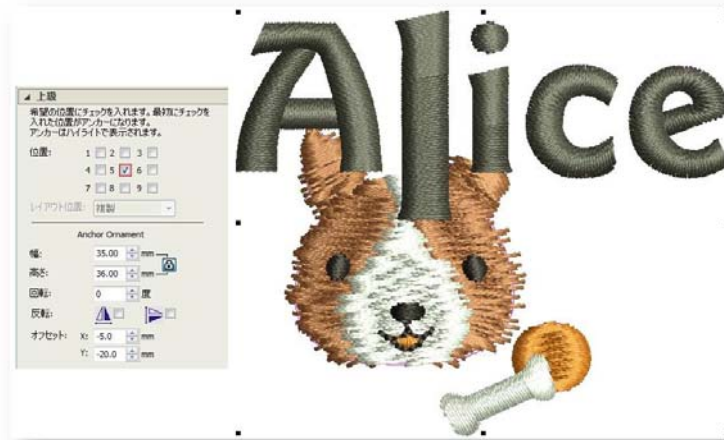 上級
希望の位置にチェックを入れます。最初にチェックを
入れた位置がアンカーになります。
アンカーはハイライトで表示されます。
位置: 1 2 3
4 5 6
7 8 9
レイアウト位置: 複製
Anchor Ornament
幅: 35.00 mm
高さ: 36.00 mm
回転: 0 度
反転:
オフセット: X: -5.0 mm
Y: -20.0 mm
Alice